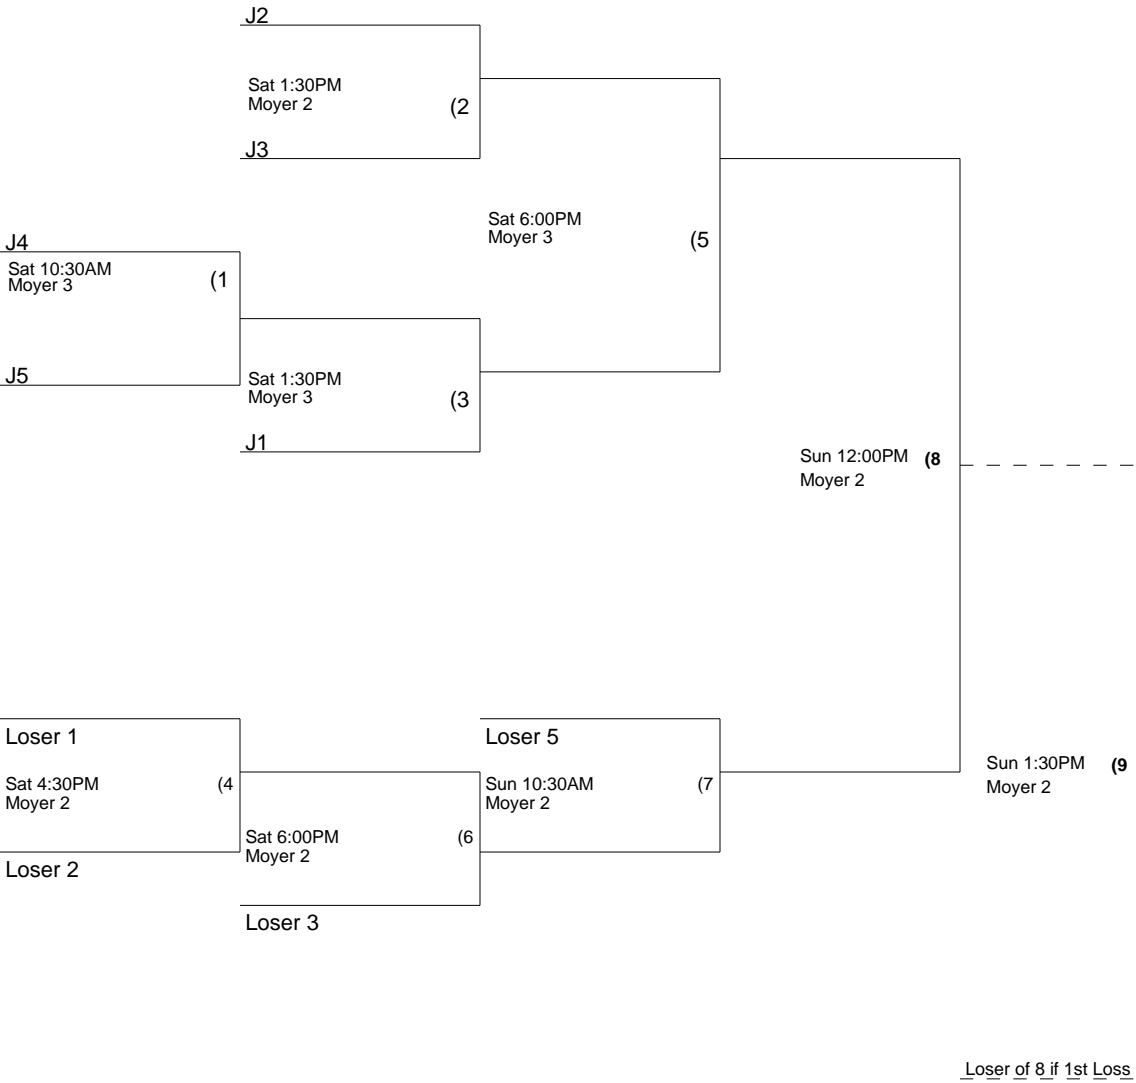 J2
Sat 1:30PM
Moyer 2
(2
J3
Sat 6:00PM
Moyer 3
(5
J4
Sat 10:30AM
Moyer 3
(1
J5
Sat 1:30PM
Moyer 3
(3
J1
Sun 12:00PM (8
Moyer 2
Loser 1
Sat 4:30PM (4
Moyer 2
Loser 2
Sat 6:00PM (6
Moyer 2
Loser 3
Loser 5
Sun 10:30AM (7
Moyer 2
Sun 1:30PM (9
Moyer 2
Loser of 8 if 1st Loss